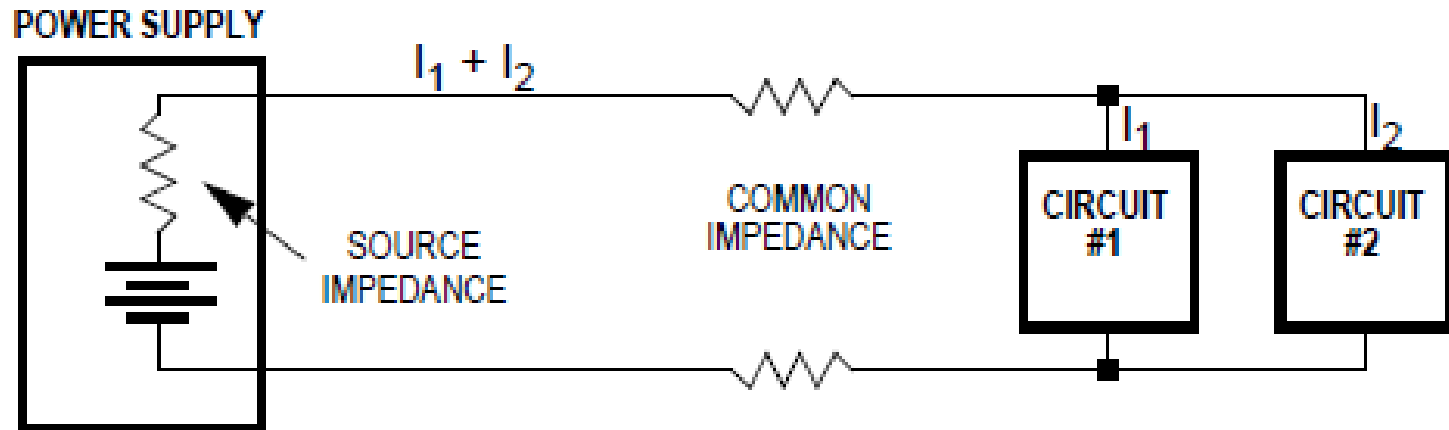 POWER SUPPLY
I1 + I2
I1
I2
SOURCE
IMPEDANCE
COMMON
IMPEDANCE
CIRCUIT
#1
CIRCUIT
#2